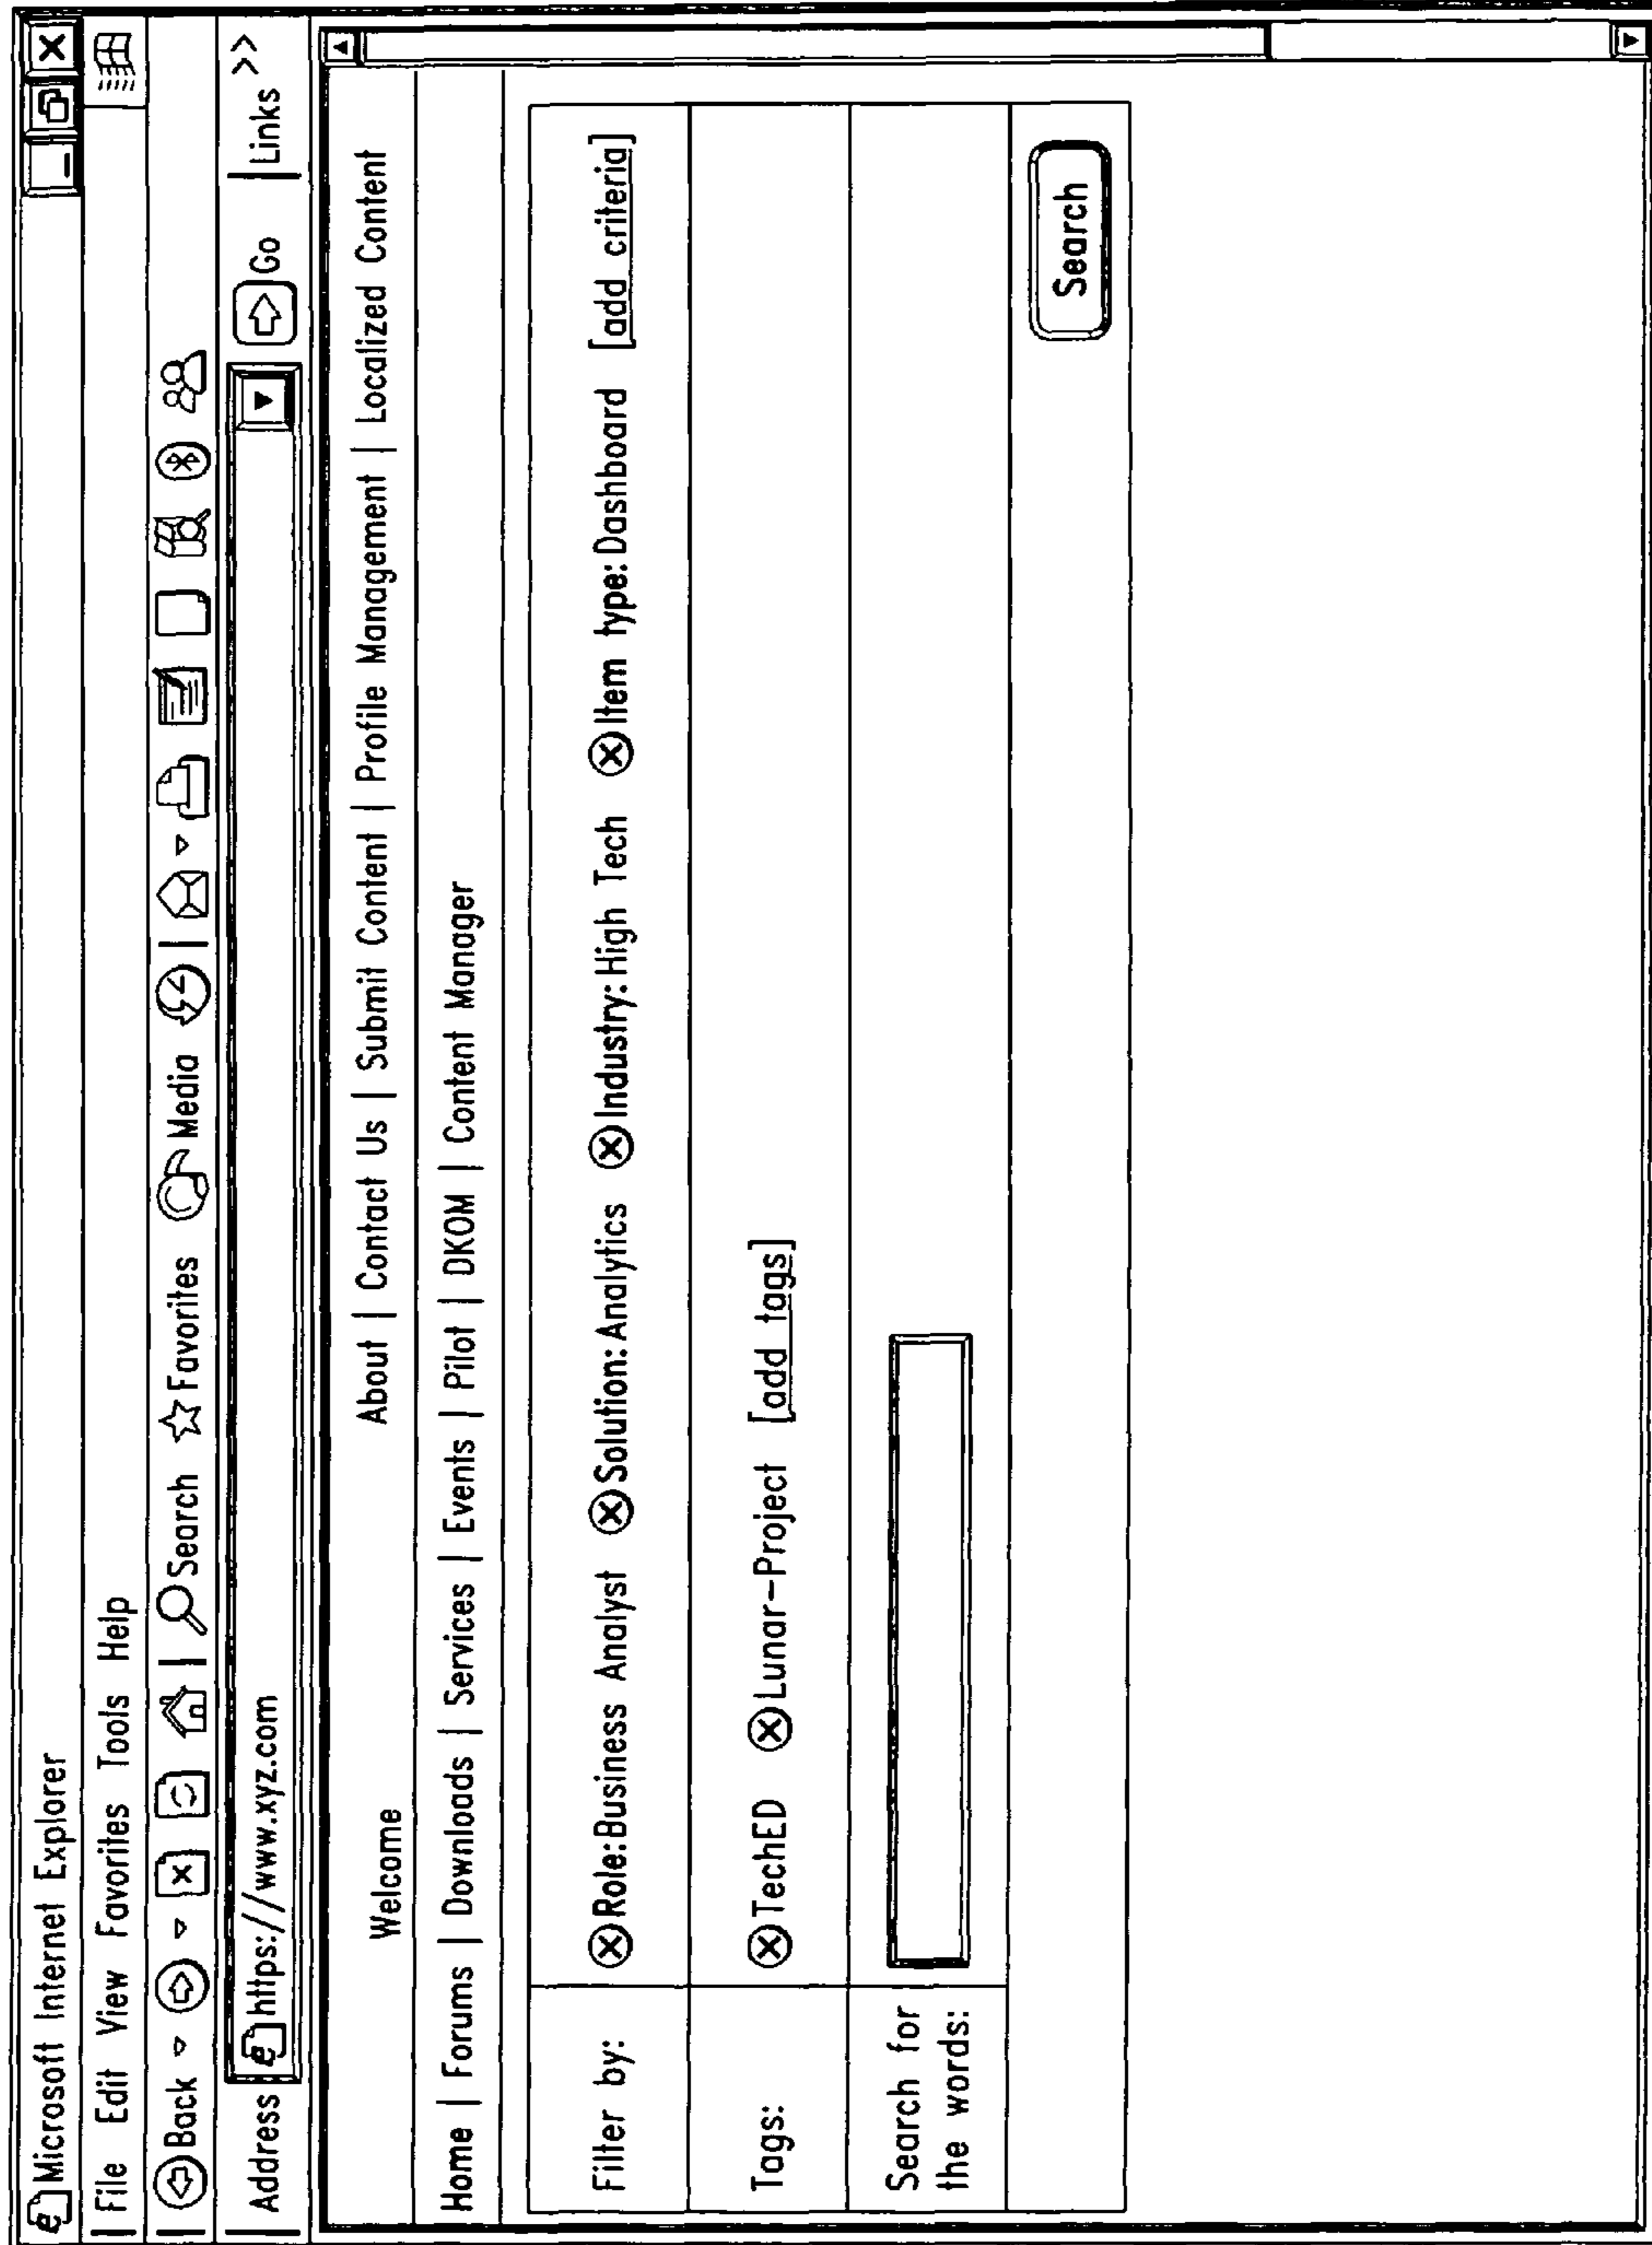 Microsoft Internet Explorer
File Edit View Favorites Tools Help
Back Search Favorites Media
Address https://www.xyz.com Go Links >>
Welcome About | Contact Us | Submit Content | Profile Management | Localized Content
Home | Forums | Downloads | Services | Events | Pilot | DKOM | Content Manager
Filter by: Role:Business Analyst Solution:Analytics Industry:High Tech Item type:Dashboard [add criteria]
Tags: TechED Lunar-Project [add tags]
Search for
the words:
Search